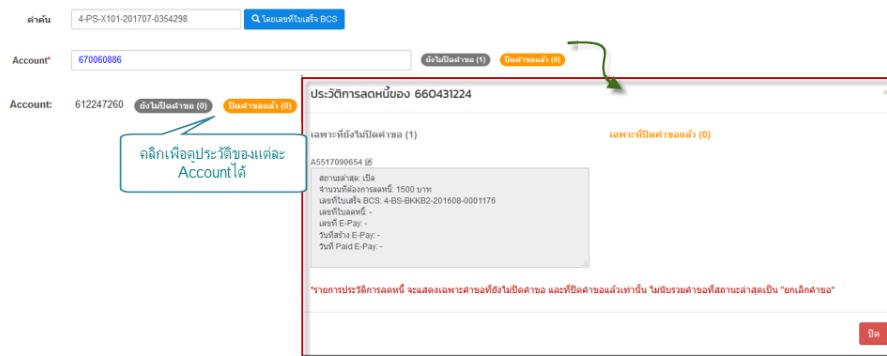 คำค้น 4-PS-X101-201707-0354298 โดยเลขที่ใบเสร็จ BCS
Account* 670060886 ยังไม่ปิดคำขอ (1) ปิดคำขอแล้ว (0)
Account: 612247260 ยังไม่ปิดคำขอ (0) ปิดคำขอแล้ว (0)
คลิกเพื่อดูประวัติของแต่ละ
Accountได้
ประวัติการลดหนี้ของ 660431224 ×
เฉพาะที่ยังไม่ปิดคำขอ (1) เฉพาะที่ปิดคำขอแล้ว (0)
A5517090654
สถานะล่าสุด: เปิด
จำนวนที่ต้องการลดหนี้: 1500 บาท
เลขที่ใบเสร็จ BCS: 4-BS-BKKB2-201608-0001176
เลขที่ใบลดหนี้: -
เลขที่ E-Pay: -
วันที่สร้าง E-Pay: -
วันที่ Paid E-Pay: -
*รายการประวัติการลดหนี้ จะแสดงเฉพาะคำขอที่ยังไม่ปิดคำขอ และที่ปิดคำขอแล้วเท่านั้น ไม่นับรวมคำขอที่สถานะล่าสุดเป็น "ยกเลิกคำขอ"
ปิด